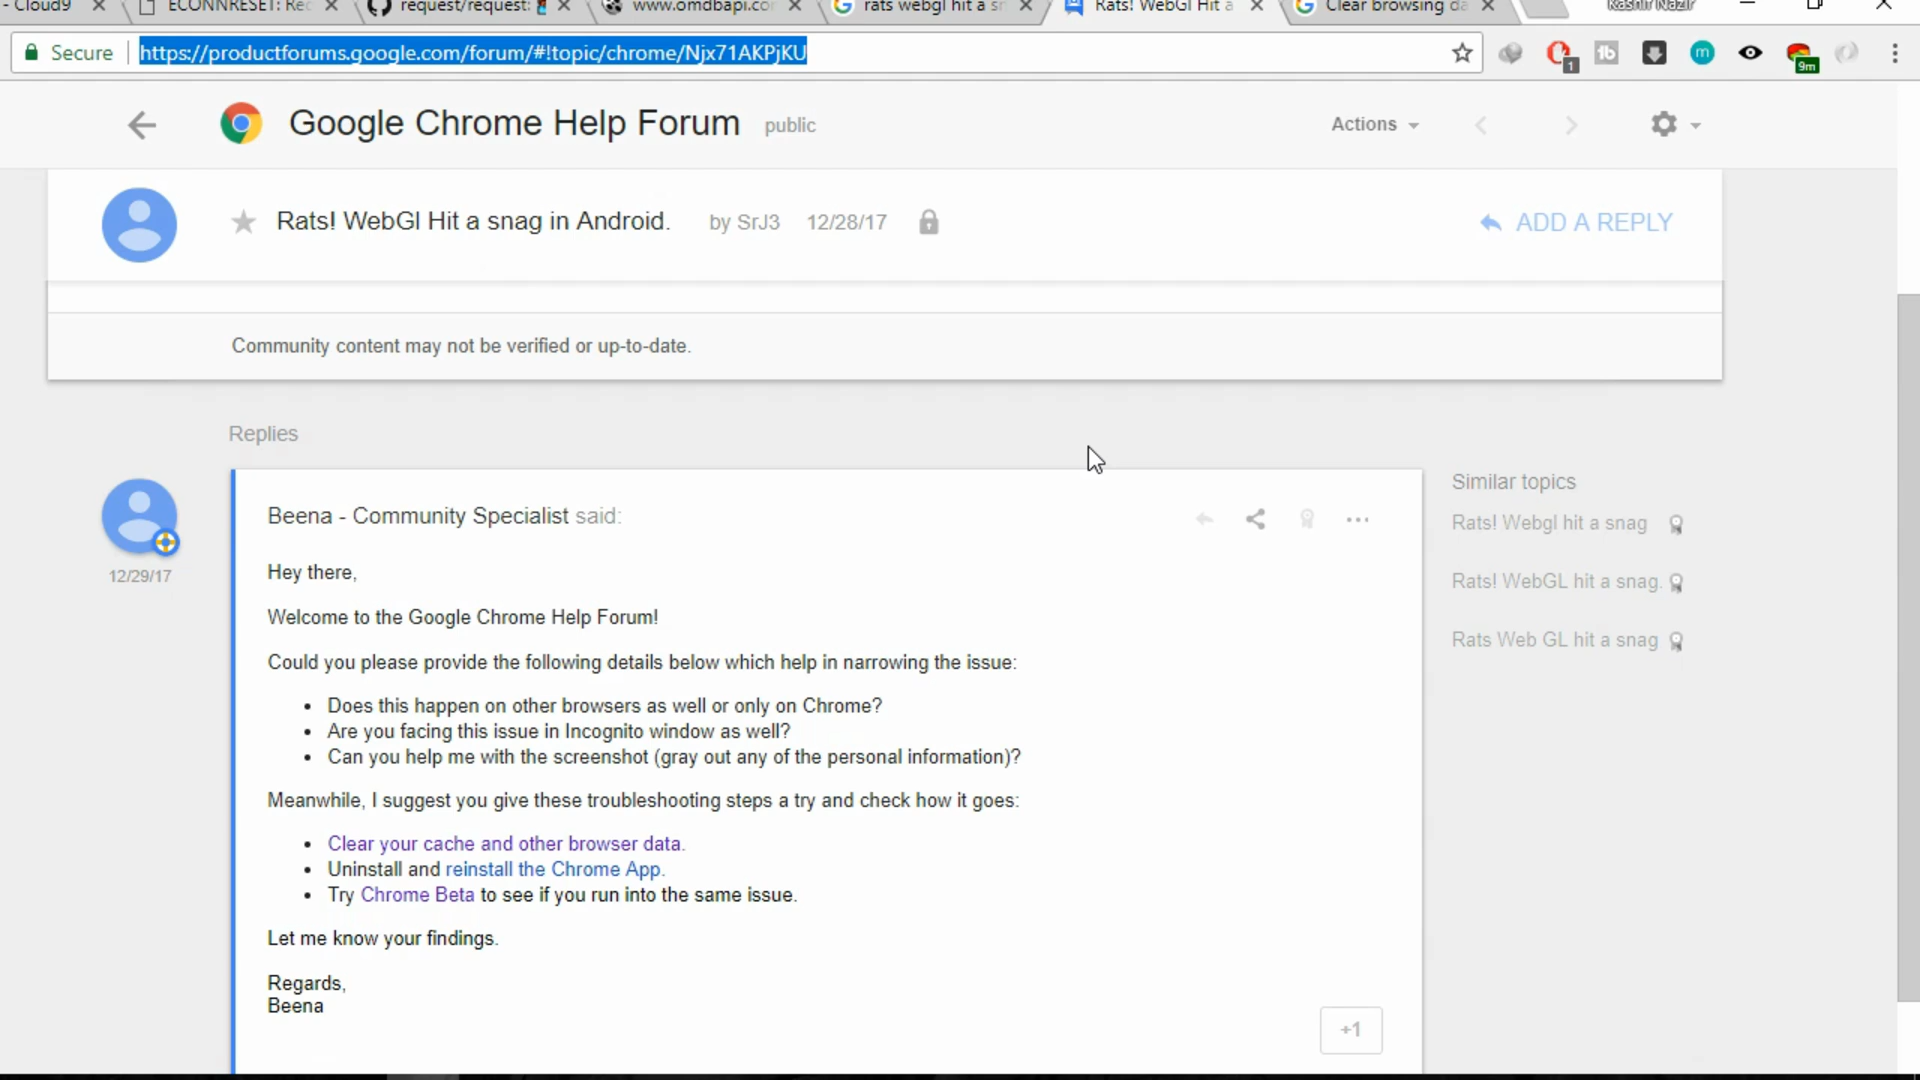 - Cloud9
ECONNRESET: Re
request/request:
www.omdbapi.co
rats webgl hit a s
Rats! WebGl Hit a
Clear browsing da
Kashif Nazir
Secure
https://productforums.google.com/forum/#!topic/chrome/Njx71AKPjKU
1
m
9m
Google Chrome Help Forum public
Actions
Rats! WebGl Hit a snag in Android. by SrJ3 12/28/17
ADD A REPLY
Community content may not be verified or up-to-date.
Replies
12/29/17
Beena - Community Specialist said:
Hey there,
Welcome to the Google Chrome Help Forum!
Could you please provide the following details below which help in narrowing the issue:
• Does this happen on other browsers as well or only on Chrome?
• Are you facing this issue in Incognito window as well?
• Can you help me with the screenshot (gray out any of the personal information)?
Meanwhile, I suggest you give these troubleshooting steps a try and check how it goes:
• Clear your cache and other browser data.
• Uninstall and reinstall the Chrome App.
• Try Chrome Beta to see if you run into the same issue.
Let me know your findings.
Regards,
Beena
+1
Similar topics
Rats! Webgl hit a snag
Rats! WebGL hit a snag.
Rats Web GL hit a snag